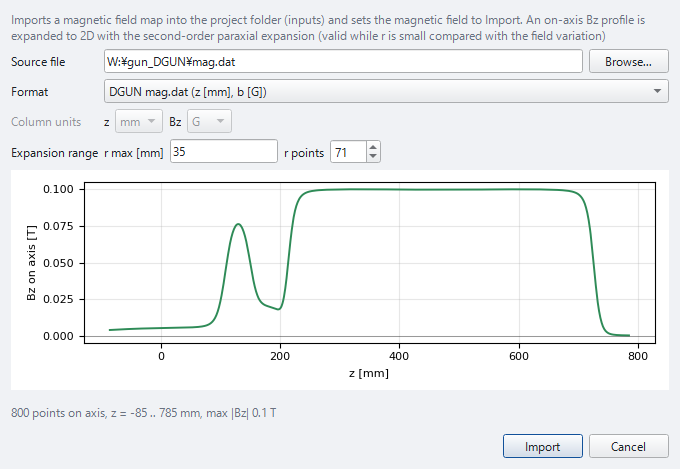 Imports a magnetic field map into the project folder (inputs) and sets the magnetic field to Import. An on-axis Bz profile is
expanded to 2D with the second-order paraxial expansion (valid while r is small compared with the field variation)
Source file W:¥gun_DGUN¥mag.dat Browse...
Format DGUN mag.dat (z [mm], b [G])
Column units z mm Bz G
Expansion range r max [mm] 35 r points 71
0.100
0.075
0.050
0.025
0.000
Bz on axis [T]
0 200 400 600 800
z [mm]
800 points on axis, z = -85 .. 785 mm, max |Bz| 0.1 T
Import Cancel